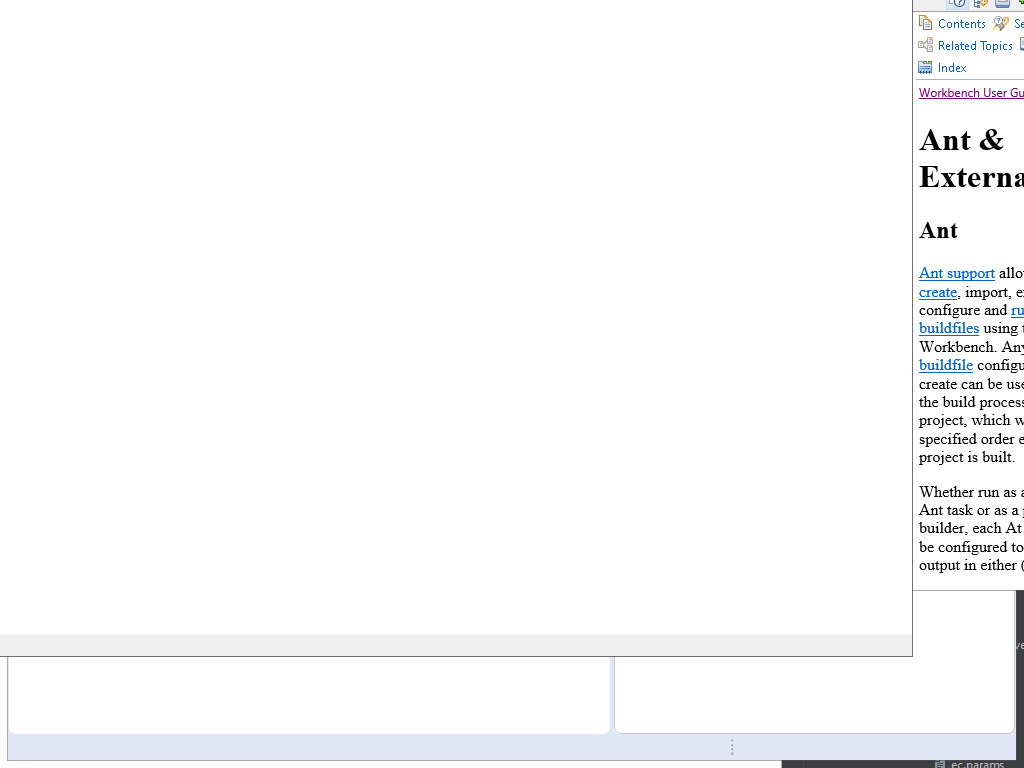 Contents Se
Related Topics
Index
Workbench User Gu
Ant &
Externa
Ant
Ant support allo
create, import, e
configure and ru
buildfiles using t
Workbench. Any
buildfile configu
create can be use
the build process
project, which w
specified order e
project is built.
Whether run as a
Ant task or as a p
builder, each At
be configured to
output in either (
ve
ec.params